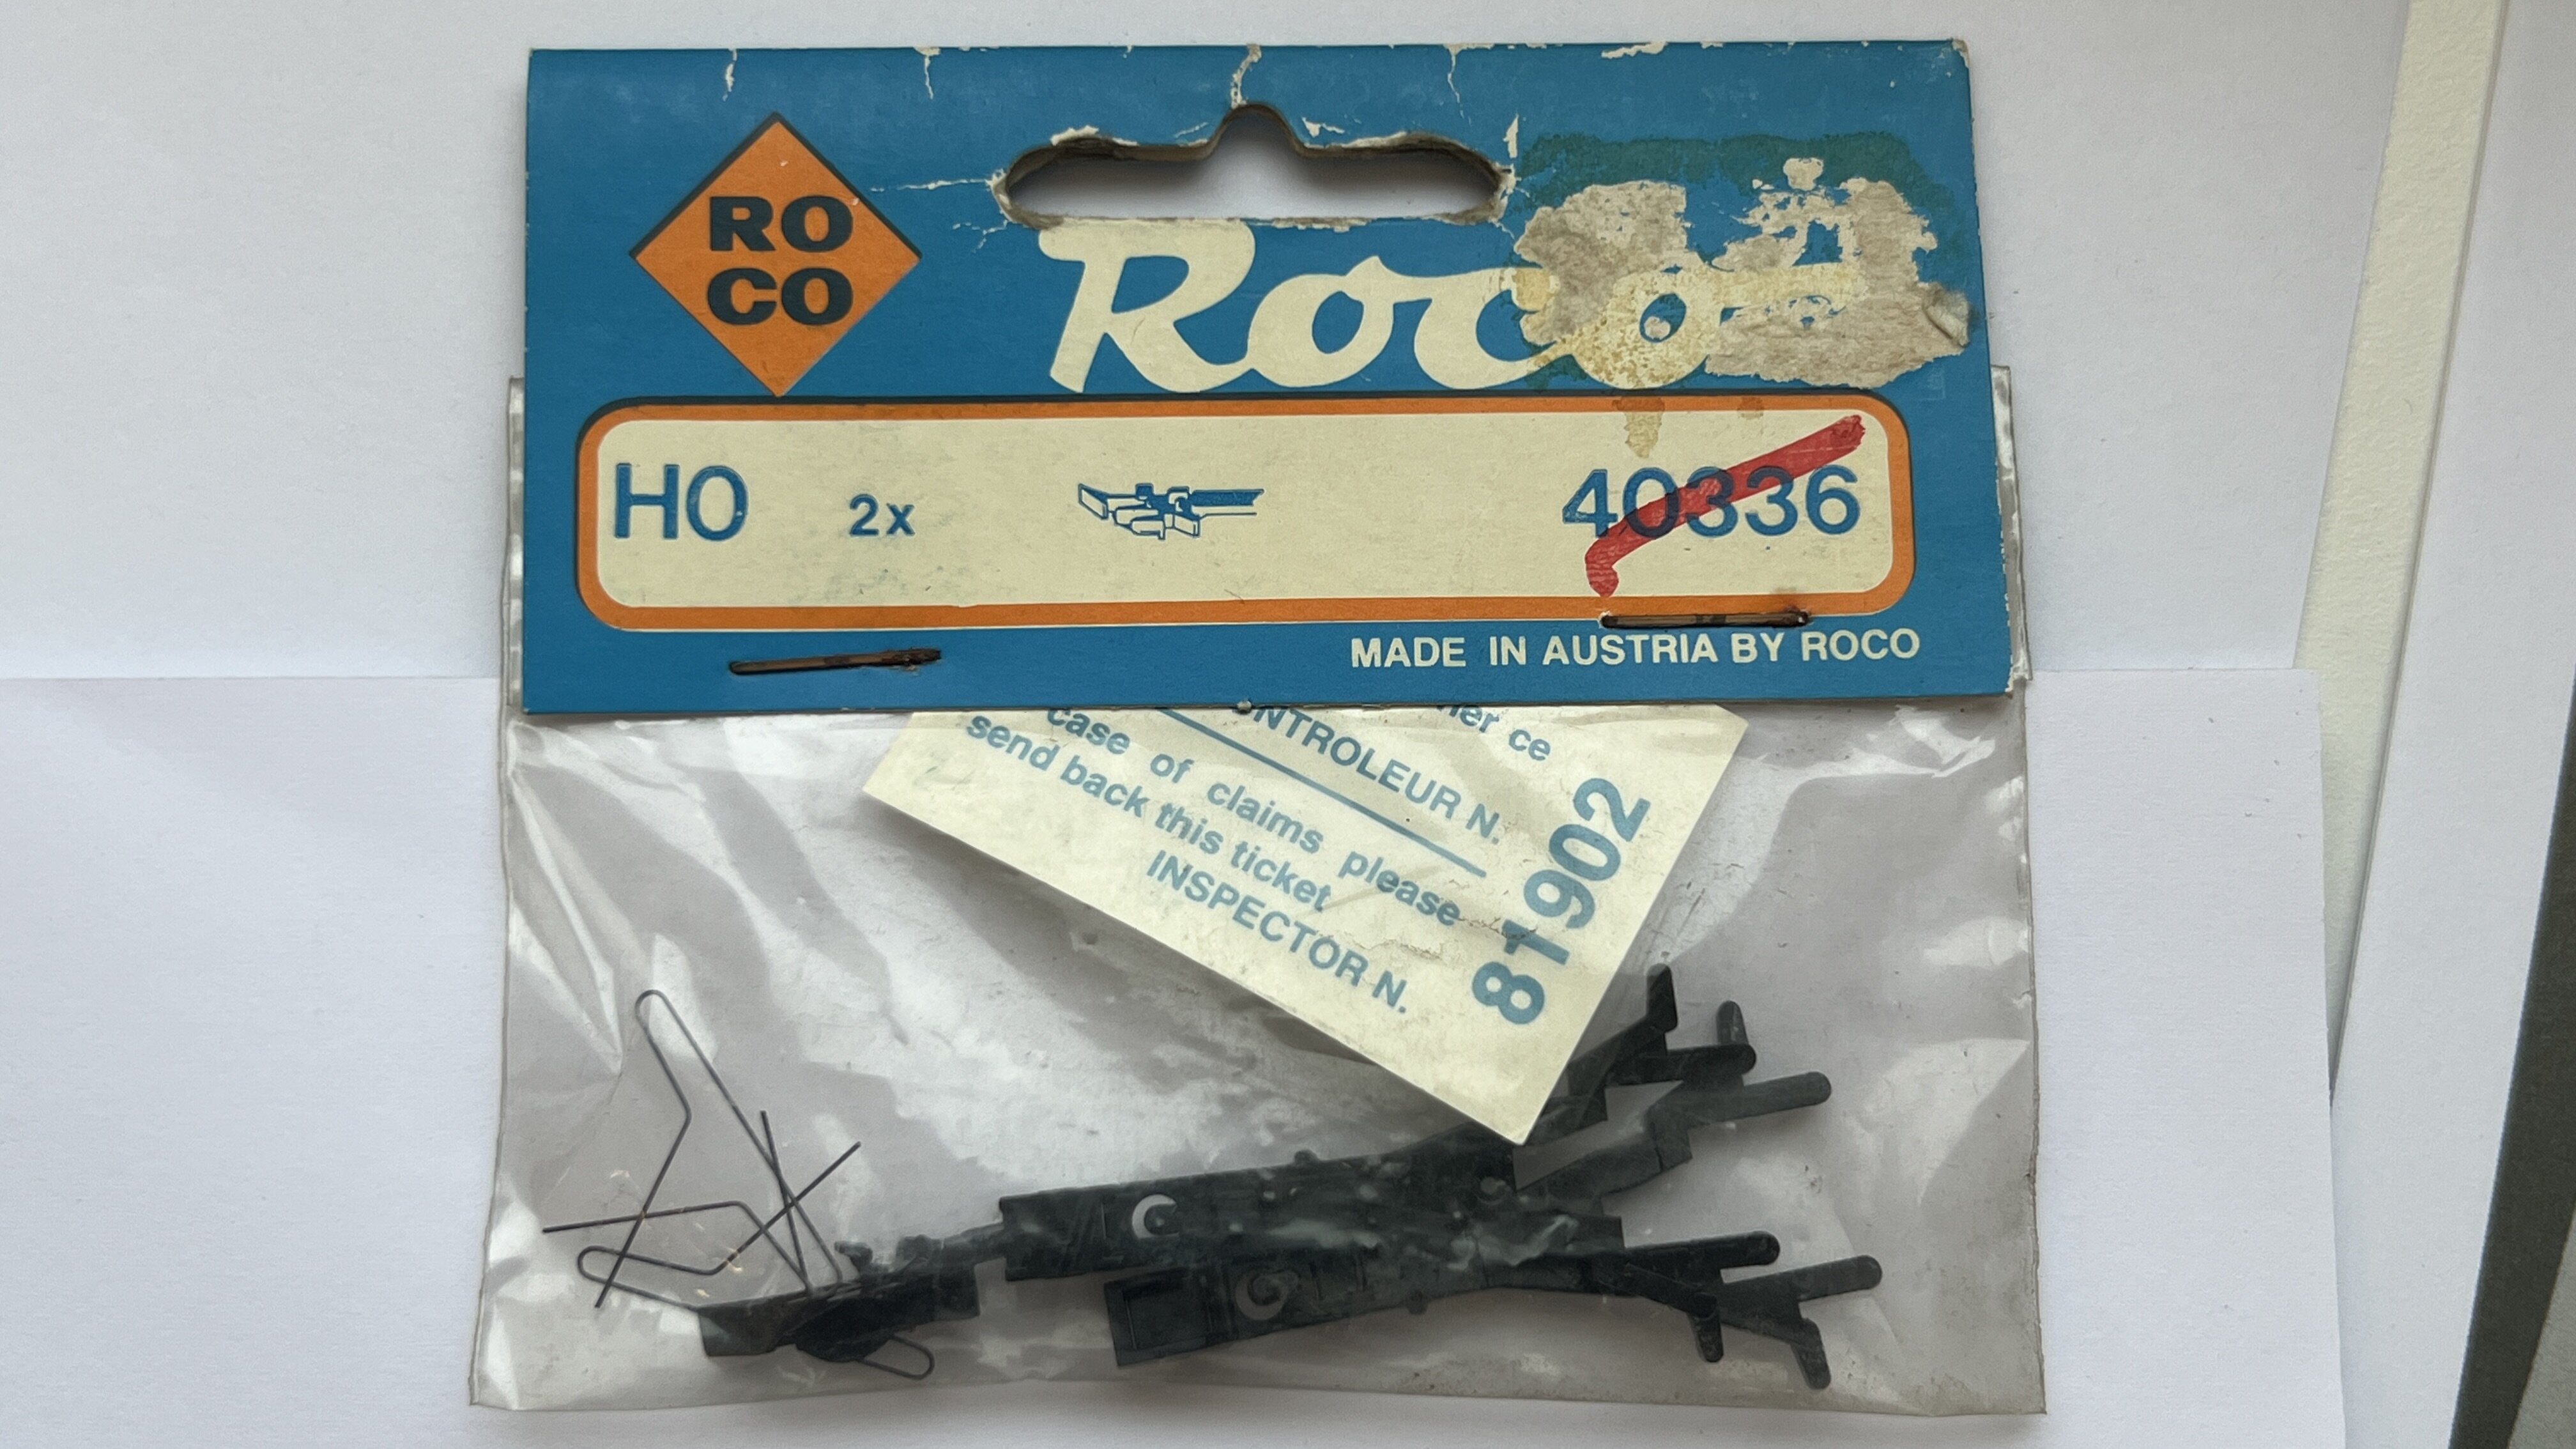 RO
CO
Roco
HO 2x 40336
MADE IN AUSTRIA BY ROCO
ce
N.
case of claims please
send back this ticket
INSPECTOR N.
81902